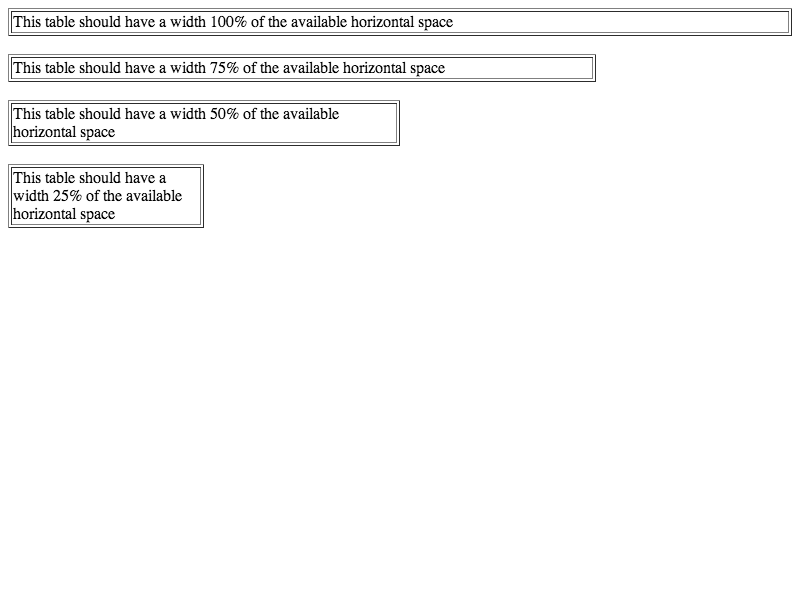 This table should have a width 100% of the available horizontal space
This table should have a width 75% of the available horizontal space
This table should have a width 50% of the available
horizontal space
This table should have a
width 25% of the available
horizontal space